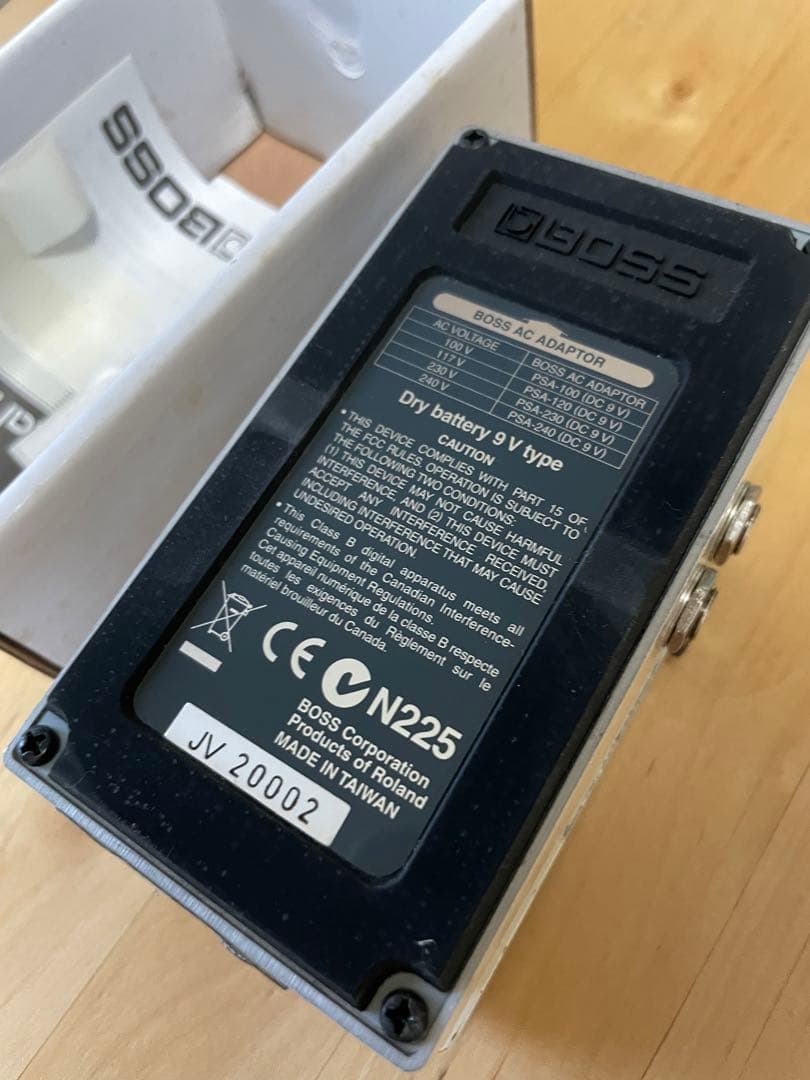 BOSS
BOSS
BOSS AC ADAPTOR
AC VOLTAGE BOSS AC ADAPTOR
100 V PSA-100 (DC 9 V)
117 V PSA-120 (DC 9 V)
230 V PSA-230 (DC 9 V)
240 V PSA-240 (DC 9 V)
Dry battery 9 V type
CAUTION
• THIS DEVICE COMPLIES WITH PART 15 OF
THE FCC RULES OPERATION IS SUBJECT TO
THE FOLLOWING TWO CONDITIONS:
(1) THIS DEVICE MAY NOT CAUSE HARMFUL
INTERFERENCE AND (2) THIS DEVICE MUST
ACCEPT ANY INTERFERENCE RECEIVED
INCLUDING INTERFERENCE THAT MAY CAUSE
UNDESIRED OPERATION.
• This Class B digital apparatus meets all
requirements of the Canadian Interference-
Causing Equipment Regulations.
Cet appareil numérique de la classe B respecte
toutes les exigences du Règlement sur le
matériel brouilleur du Canada.
CE N225
BOSS Corporation
Products of Roland
MADE IN TAIWAN
JV 20002